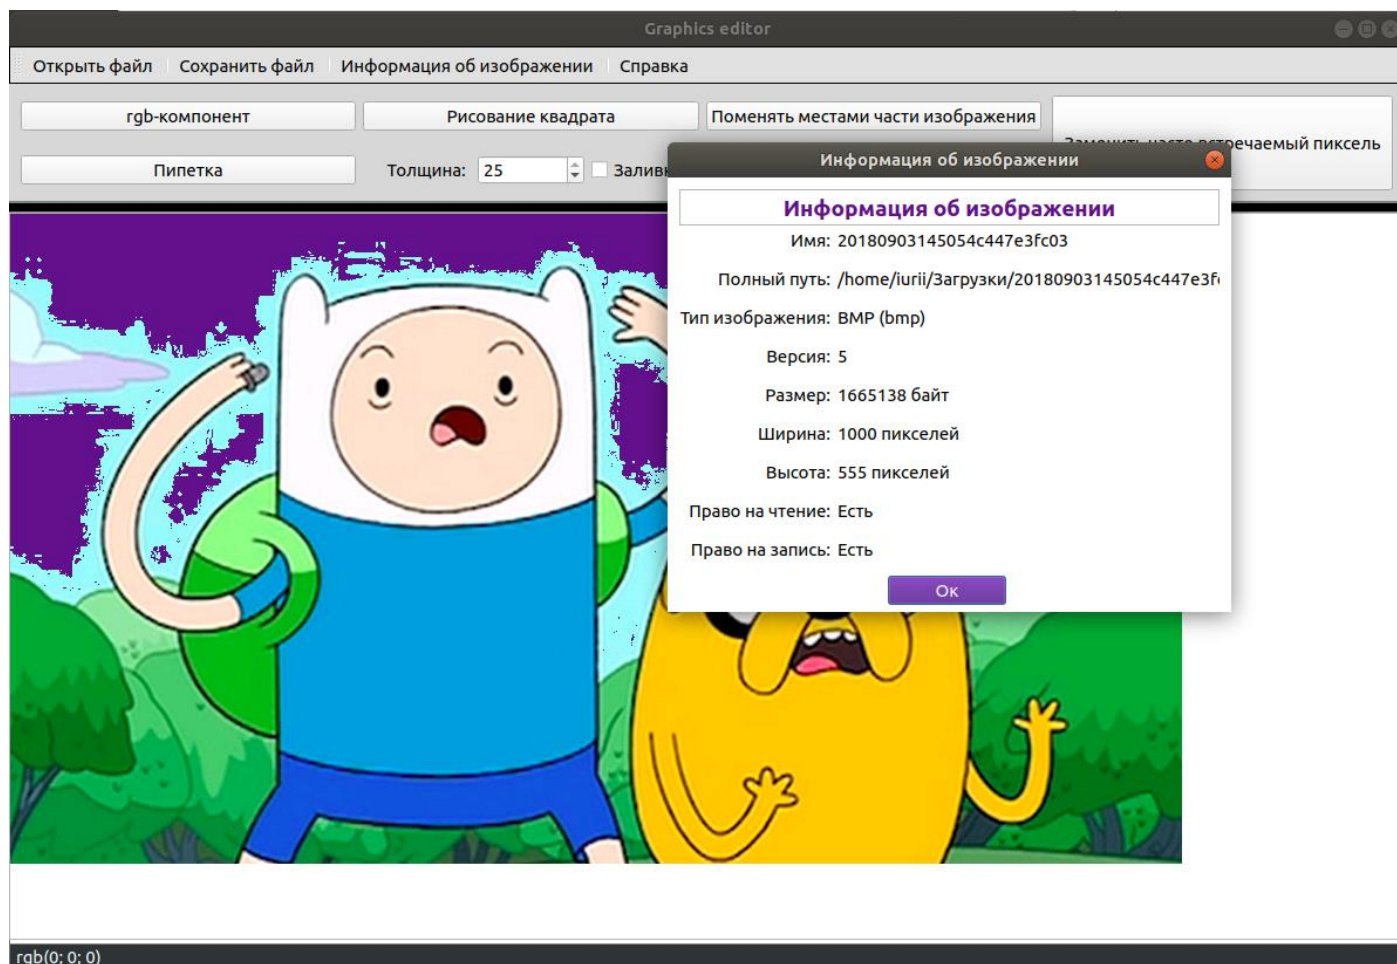 Graphics editor
Открыть файл Сохранить файл Информация об изображении Справка
rgb-компонент Рисование квадрата Поменять местами части изображения
Пипетка Толщина: 25
встречаемый пиксель
Информация об изображении
Информация об изображении
Имя: 20180903145054c447e3fc03
Полный путь: /home/iurii/Загрузки/20180903145054c447e3f
Тип изображения: BMP (bmp)
Версия: 5
Размер: 1665138 байт
Ширина: 1000 пикселей
Высота: 555 пикселей
Право на чтение: Есть
Право на запись: Есть
Ок
rgb(0; 0; 0)